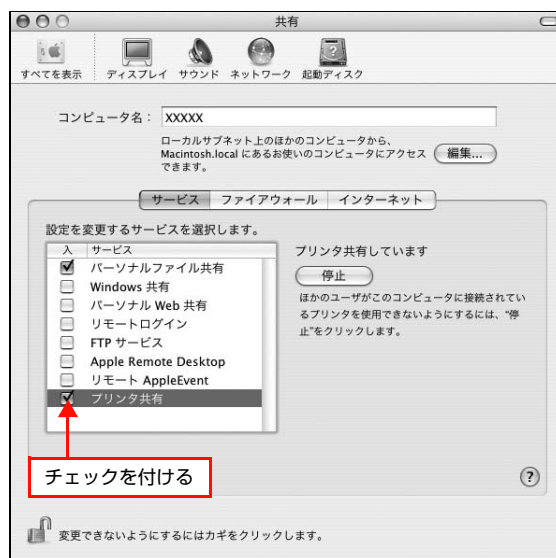 共有
すべてを表示 ディスプレイ サウンド ネットワーク 起動ディスク
コンピュータ名： XXXXX
ローカルサブネット上のほかのコンピュータから、
Macintosh.local にあるお使いのコンピュータにアクセス
できます。
編集...
サービス ファイアウォール インターネット
設定を変更するサービスを選択します。
入 サービス
パーソナルファイル共有
Windows 共有
パーソナル Web 共有
リモートログイン
FTP サービス
Apple Remote Desktop
リモート AppleEvent
プリンタ共有
プリンタ共有しています
停止
ほかのユーザがこのコンピュータに接続されてい
るプリンタを使用できないようにするには、“停
止”をクリックします。
チェックを付ける
?
変更できないようにするにはカギをクリックします。